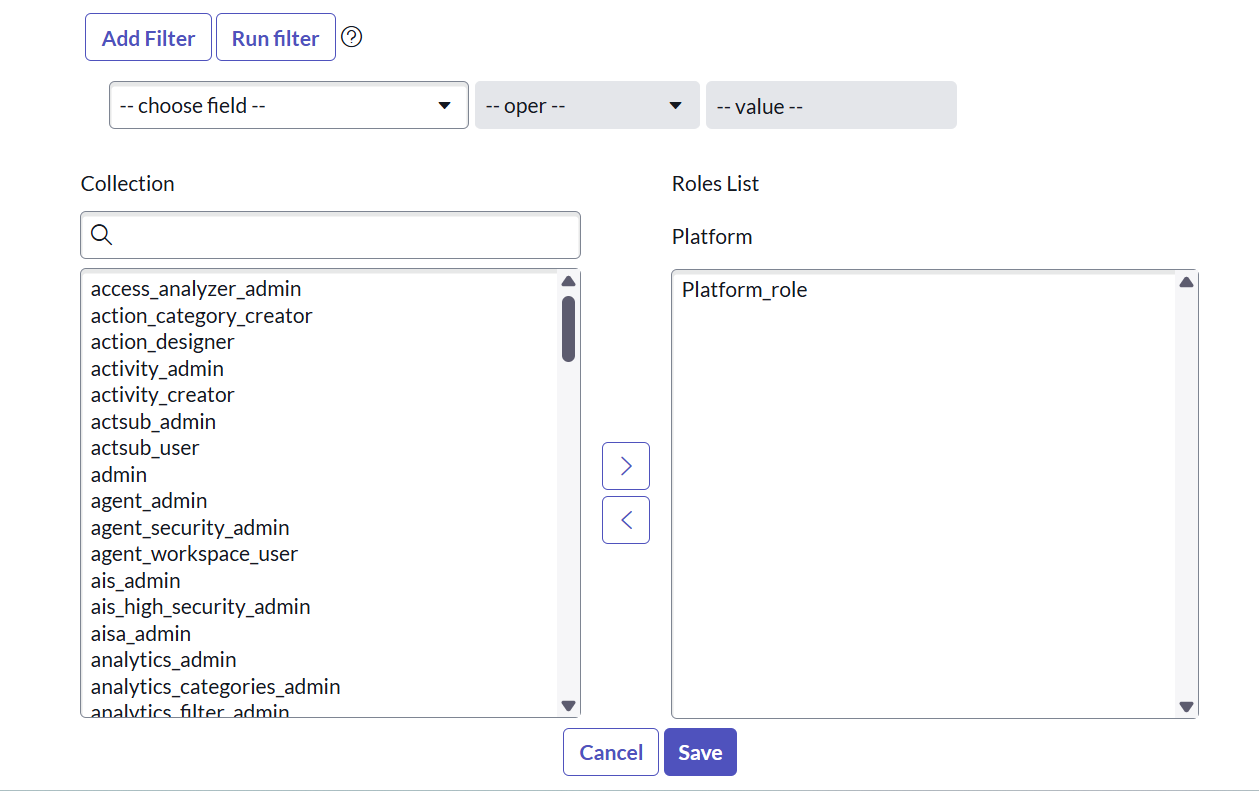 Add Filter Run filter ?
-- choose field -- -- oper -- -- value --
Collection
Roles List
Platform
access_analyzer_admin
action_category_creator
action_designer
activity_admin
activity_creator
actsub_admin
actsub_user
admin
agent_admin
agent_security_admin
agent_workspace_user
ais_admin
ais_high_security_admin
aisa_admin
analytics_admin
analytics_categories_admin
analytics_filter_admin
Platform_role
Cancel Save